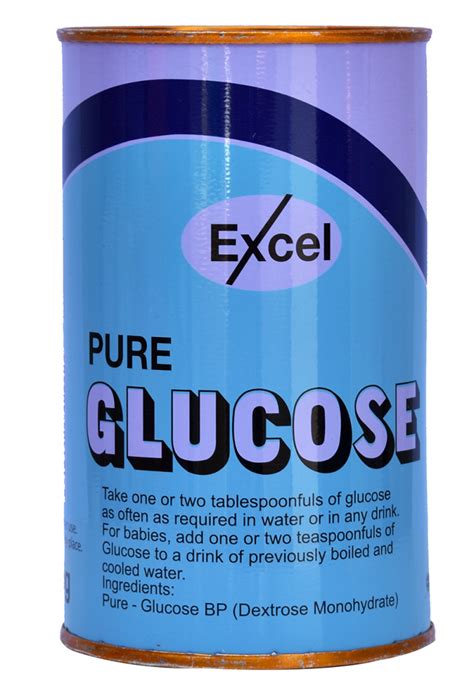 Excel
PURE
GLUCOSE
Take one or two tablespoonfuls of glucose
as often as required in water or in any drink.
For babies, add one or two teaspoonfuls of
Glucose to a drink of previously boiled and
cooled water.
Ingredients:
Pure - Glucose BP (Dextrose Monohydrate)
place.